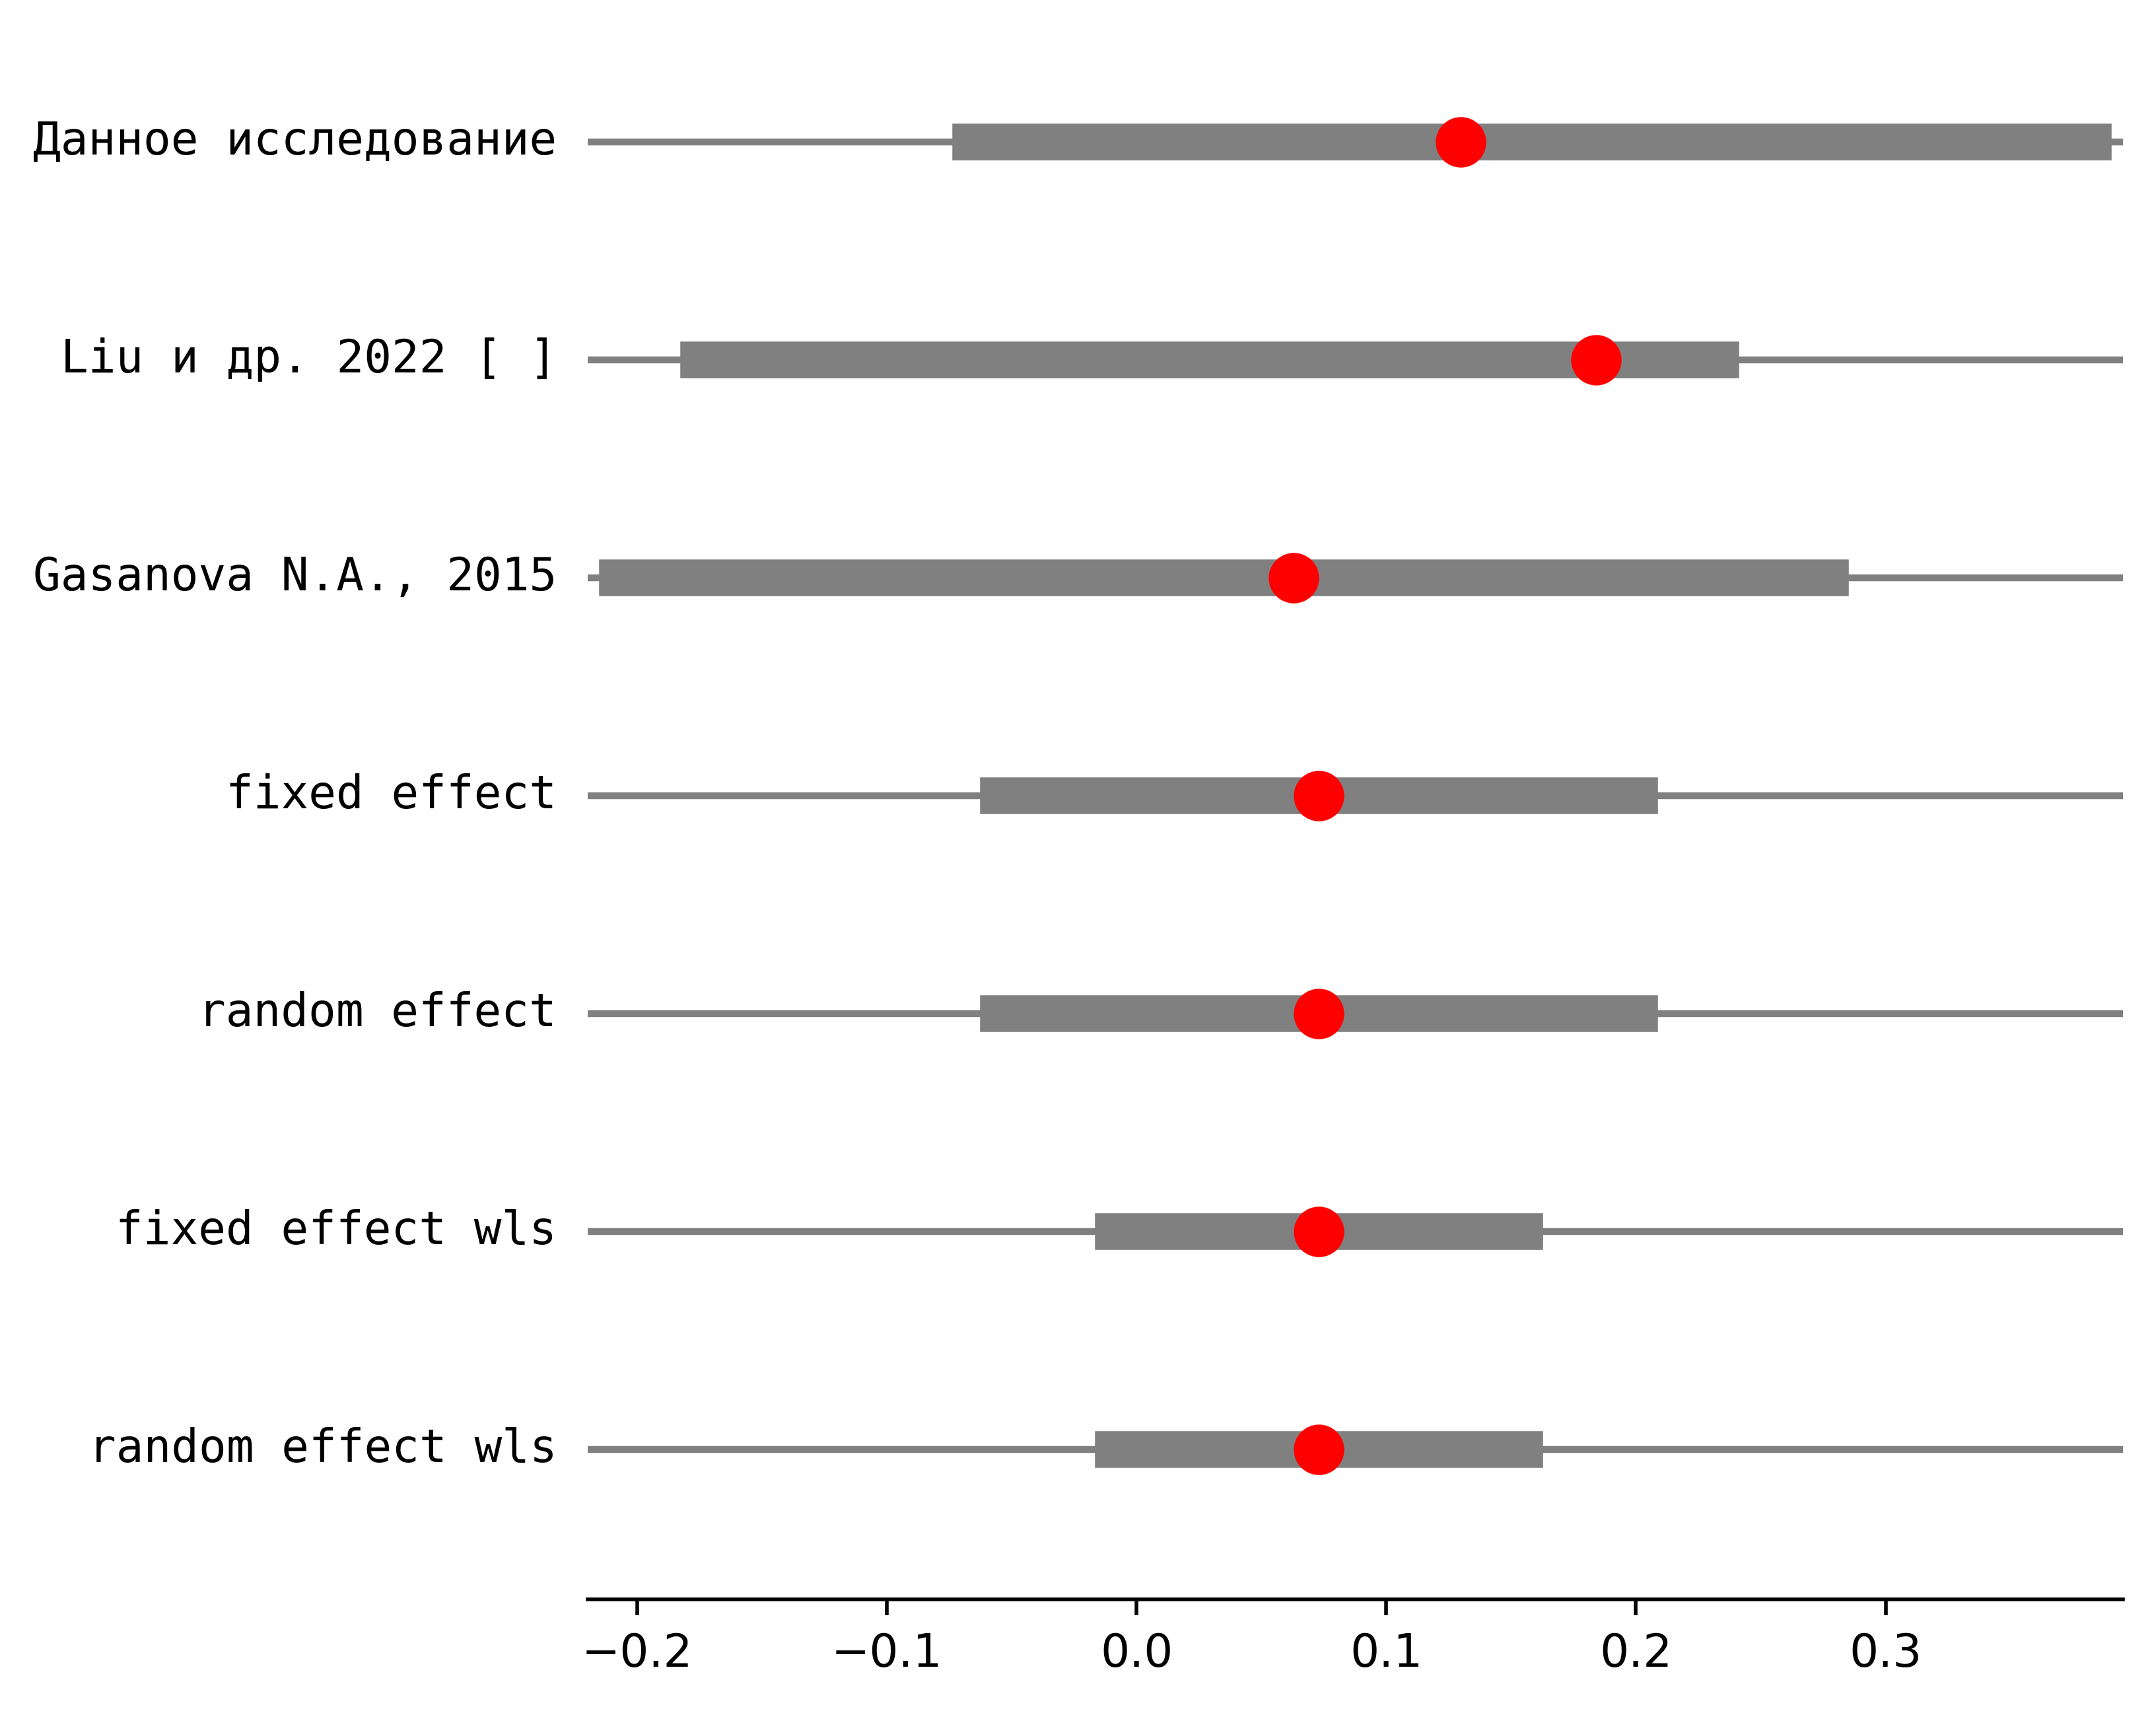 Данное исследование
Liu и др. 2022 [ ]
Gasanova N.A., 2015
fixed effect
random effect
fixed effect wls
random effect wls
−0.2 −0.1 0.0 0.1 0.2 0.3